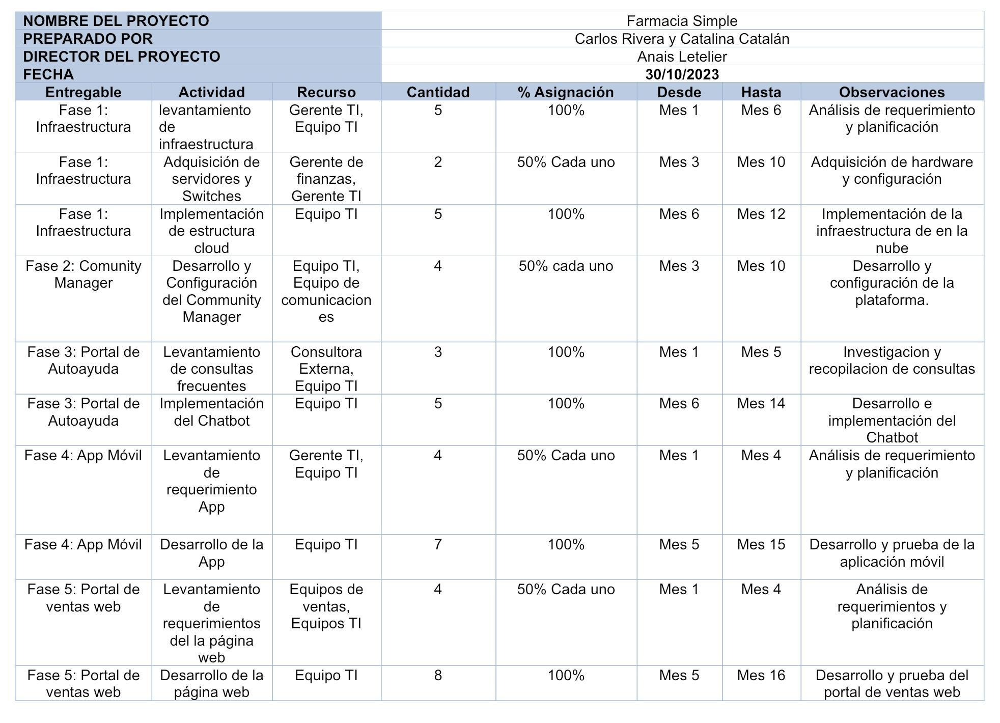 NOMBRE DEL PROYECTO Farmacia Simple
PREPARADO POR Carlos Rivera y Catalina Catalán
DIRECTOR DEL PROYECTO Anais Letelier
FECHA 30/10/2023
Entregable Actividad Recurso Cantidad % Asignación Desde Hasta Observaciones
Fase 1: levantamiento Gerente TI, 5 100% Mes 1 Mes 6 Análisis de requerimiento
Infraestructura de Equipo TI y planificación
infraestructura
Fase 1: Adquisición de Gerente de 2 50% Cada uno Mes 3 Mes 10 Adquisición de hardware
Infraestructura servidores y finanzas, y configuración
Switches Gerente TI
Fase 1: Implementación Equipo TI 5 100% Mes 6 Mes 12 Implementación de la
Infraestructura de estructura infraestructura de en la
cloud nube
Fase 2: Comunity Desarrollo y Equipo TI, 4 50% cada uno Mes 3 Mes 10 Desarrollo y
Manager Configuración Equipo de configuración de la
del Community comunicacion plataforma.
Manager es
Fase 3: Portal de Levantamiento Consultora 3 100% Mes 1 Mes 5 Investigacion y
Autoayuda de consultas Externa, recopilacion de consultas
frecuentes Equipo TI
Fase 3: Portal de Implementación Equipo TI 5 100% Mes 6 Mes 14 Desarrollo e
Autoayuda del Chatbot implementación del
Chatbot
Fase 4: App Móvil Levantamiento Gerente TI, 4 50% Cada uno Mes 1 Mes 4 Análisis de requerimiento
de Equipo TI y planificación
requerimiento
App
Fase 4: App Móvil Desarrollo de la Equipo TI 7 100% Mes 5 Mes 15 Desarrollo y prueba de la
App aplicación móvil
Fase 5: Portal de Levantamiento Equipos de 4 50% Cada uno Mes 1 Mes 4 Análisis de
ventas web de ventas, requerimientos y
requerimientos Equipos TI planificación
del la página
web
Fase 5: Portal de Desarrollo de la Equipo TI 8 100% Mes 5 Mes 16 Desarrollo y prueba del
ventas web página web portal de ventas web